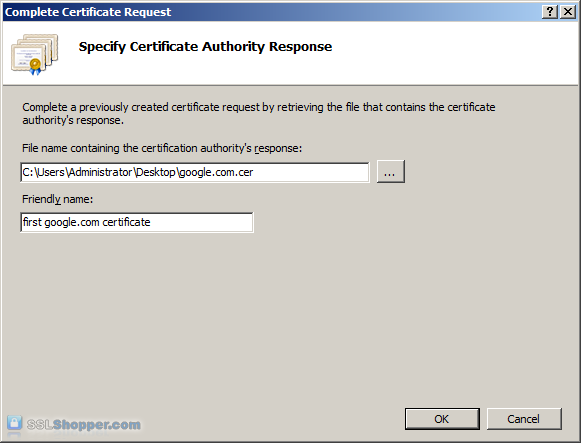 Complete Certificate Request
Specify Certificate Authority Response
Complete a previously created certificate request by retrieving the file that contains the certificate
authority's response.
File name containing the certification authority's response:
C:\Users\Administrator\Desktop\google.com.cer
...
Friendly name:
first google.com certificate
OK
Cancel
SSLShopper.com